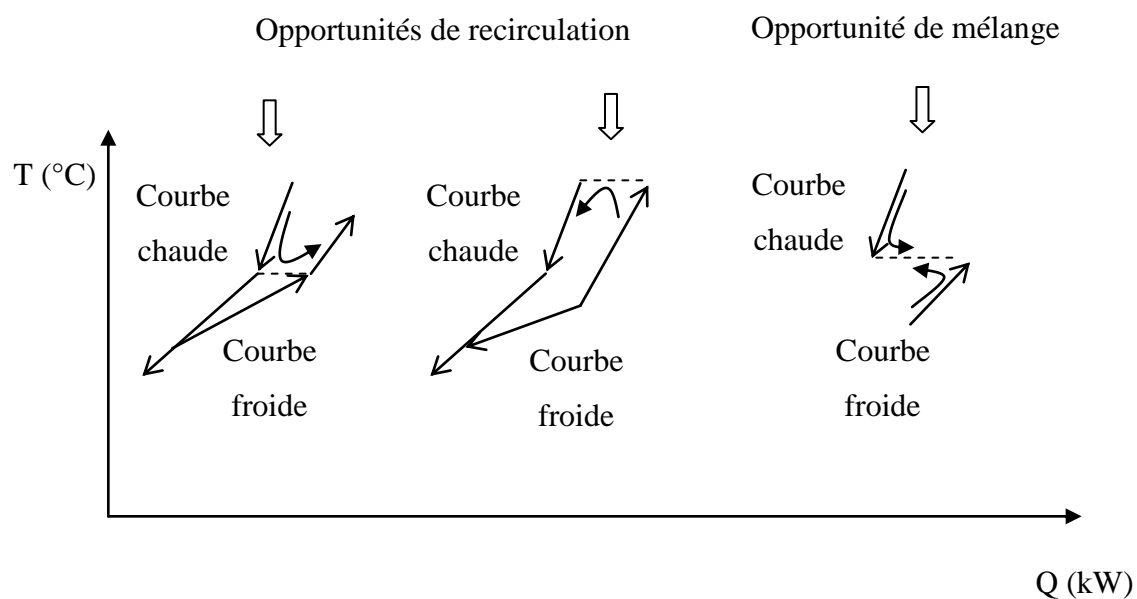 Opportunités de recirculation
Opportunité de mélange
T (°C)
Courbe
chaude
Courbe
froide
Courbe
chaude
Courbe
froide
Courbe
chaude
Courbe
froide
Q (kW)